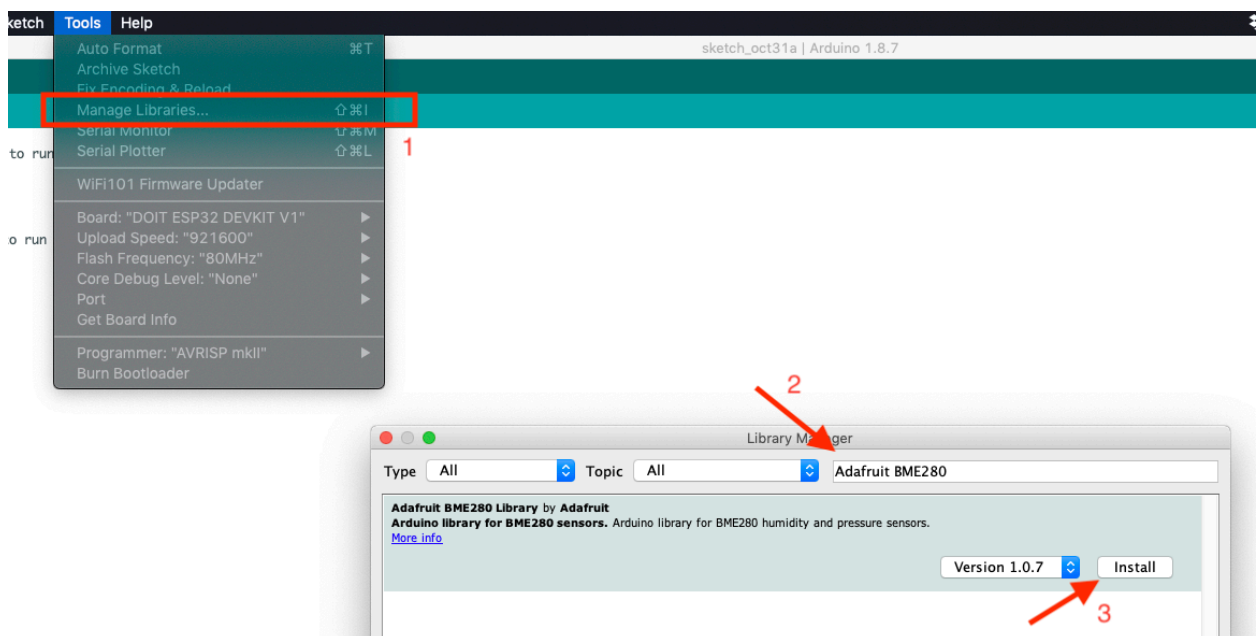 ketch Tools Help
sketch_oct31a | Arduino 1.8.7
Auto Format ⌘T
Archive Sketch
Fix Encoding & Reload
Manage Libraries... ⇧⌘I
1
Serial Monitor ⇧⌘M
Serial Plotter ⇧⌘L
to run
WiFi101 Firmware Updater
Board: "DOIT ESP32 DEVKIT V1"
Upload Speed: "921600"
o run
Flash Frequency: "80MHz"
Core Debug Level: "None"
Port
Get Board Info
Programmer: "AVRISP mkII"
Burn Bootloader
2
Library Manager
Type All Topic All Adafruit BME280
Adafruit BME280 Library by Adafruit
Arduino library for BME280 sensors. Arduino library for BME280 humidity and pressure sensors.
More info
Version 1.0.7 Install
3